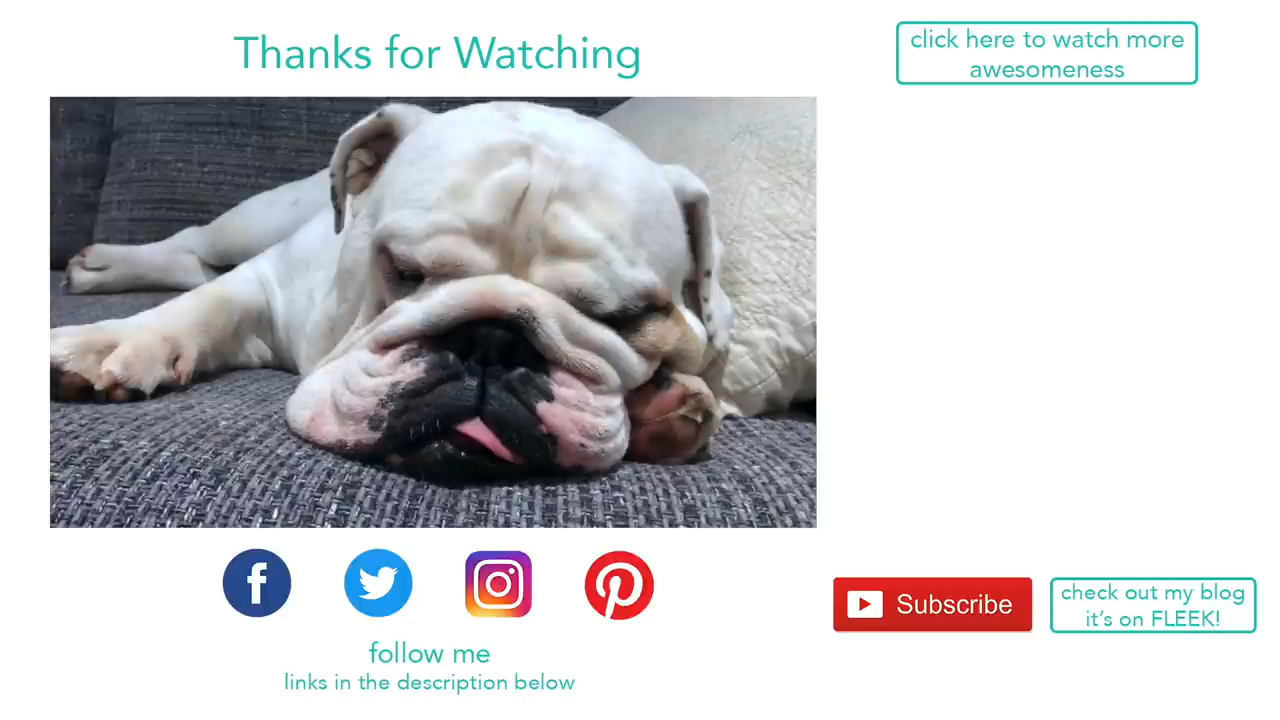 Thanks for Watching
click here to watch more
awesomeness
follow me
links in the description below
Subscribe
check out my blog
it's on FLEEK!